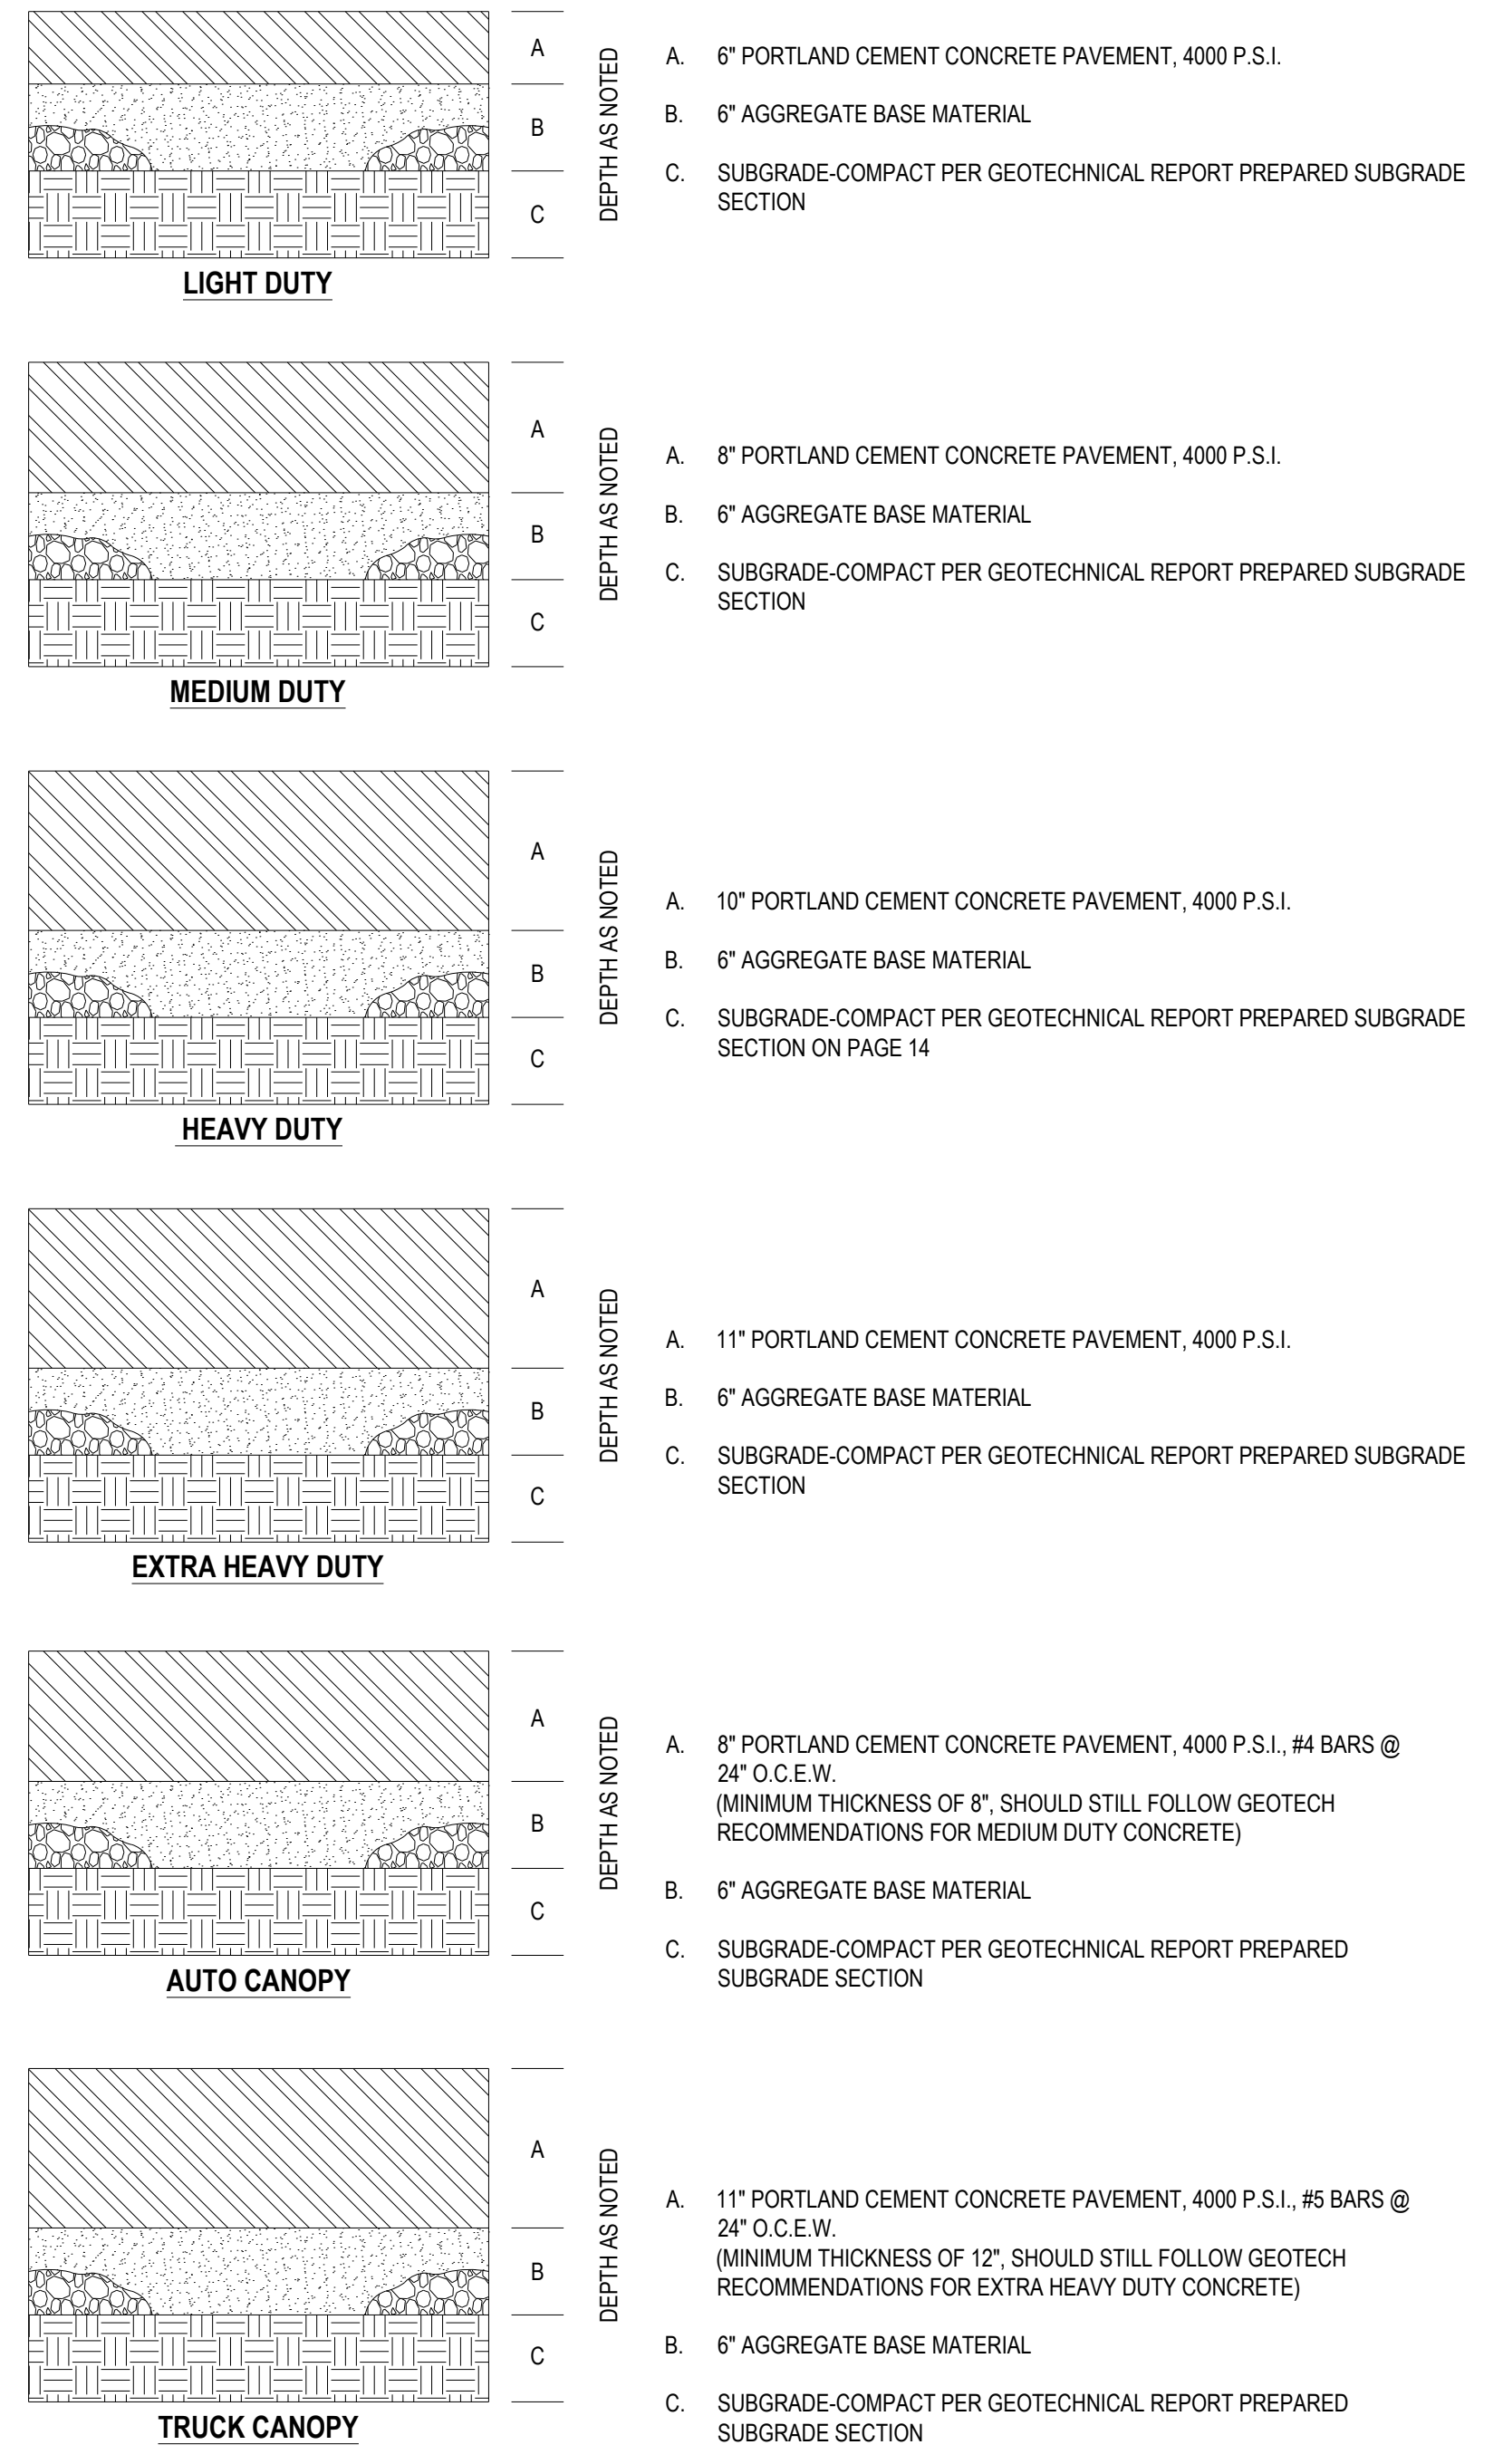 A
B
C
DEPTH AS NOTED
A. 6" PORTLAND CEMENT CONCRETE PAVEMENT, 4000 P.S.I.
B. 6" AGGREGATE BASE MATERIAL
C. SUBGRADE-COMPACT PER GEOTECHNICAL REPORT PREPARED SUBGRADE
SECTION
LIGHT DUTY
A
B
C
DEPTH AS NOTED
A. 8" PORTLAND CEMENT CONCRETE PAVEMENT, 4000 P.S.I.
B. 6" AGGREGATE BASE MATERIAL
C. SUBGRADE-COMPACT PER GEOTECHNICAL REPORT PREPARED SUBGRADE
SECTION
MEDIUM DUTY
A
B
C
DEPTH AS NOTED
A. 10" PORTLAND CEMENT CONCRETE PAVEMENT, 4000 P.S.I.
B. 6" AGGREGATE BASE MATERIAL
C. SUBGRADE-COMPACT PER GEOTECHNICAL REPORT PREPARED SUBGRADE
SECTION ON PAGE 14
HEAVY DUTY
A
B
C
DEPTH AS NOTED
A. 11" PORTLAND CEMENT CONCRETE PAVEMENT, 4000 P.S.I.
B. 6" AGGREGATE BASE MATERIAL
C. SUBGRADE-COMPACT PER GEOTECHNICAL REPORT PREPARED SUBGRADE
SECTION
EXTRA HEAVY DUTY
A
B
C
DEPTH AS NOTED
A. 8" PORTLAND CEMENT CONCRETE PAVEMENT, 4000 P.S.I., #4 BARS @
24" O.C.E.W.
(MINIMUM THICKNESS OF 8", SHOULD STILL FOLLOW GEOTECH
RECOMMENDATIONS FOR MEDIUM DUTY CONCRETE)
B. 6" AGGREGATE BASE MATERIAL
C. SUBGRADE-COMPACT PER GEOTECHNICAL REPORT PREPARED
SUBGRADE SECTION
AUTO CANOPY
A
B
C
DEPTH AS NOTED
A. 11" PORTLAND CEMENT CONCRETE PAVEMENT, 4000 P.S.I., #5 BARS @
24" O.C.E.W.
(MINIMUM THICKNESS OF 12", SHOULD STILL FOLLOW GEOTECH
RECOMMENDATIONS FOR EXTRA HEAVY DUTY CONCRETE)
B. 6" AGGREGATE BASE MATERIAL
C. SUBGRADE-COMPACT PER GEOTECHNICAL REPORT PREPARED
SUBGRADE SECTION
TRUCK CANOPY